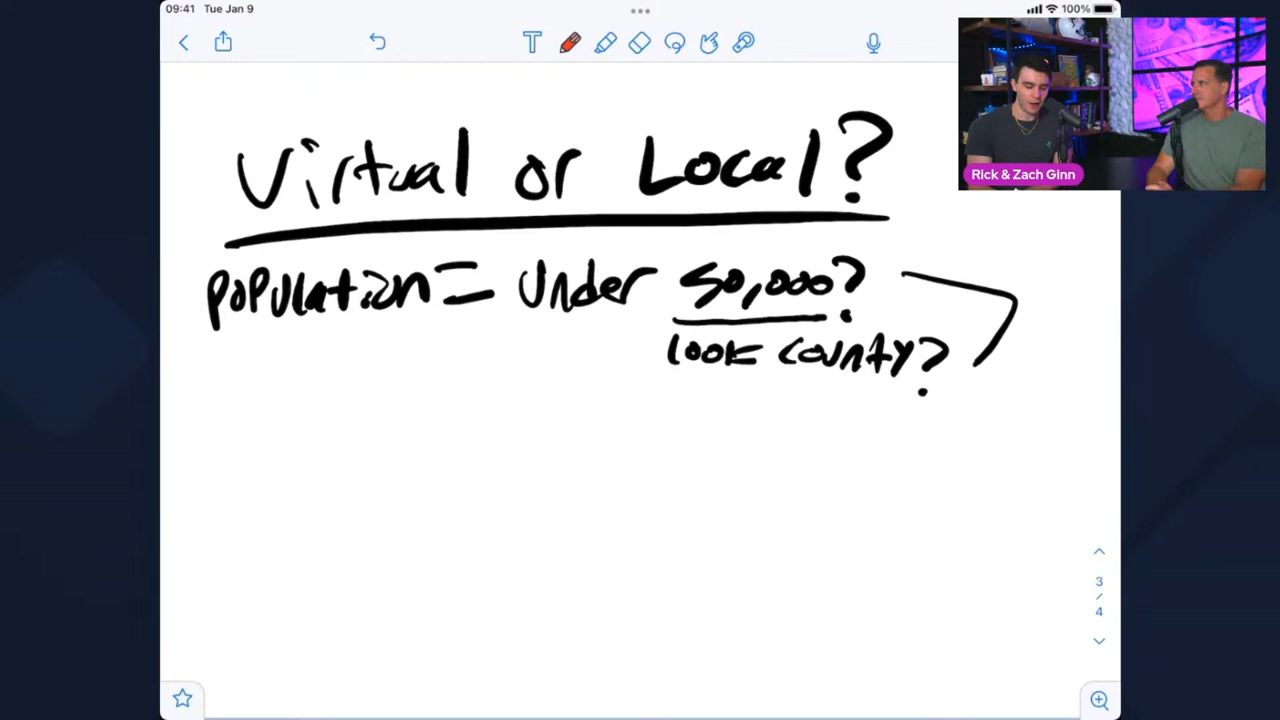 09:41 Tue Jan 9
100%
Rick & Zach Ginn
Virtual or Local?
Population = Under 50,000?
look county?
3
/
4